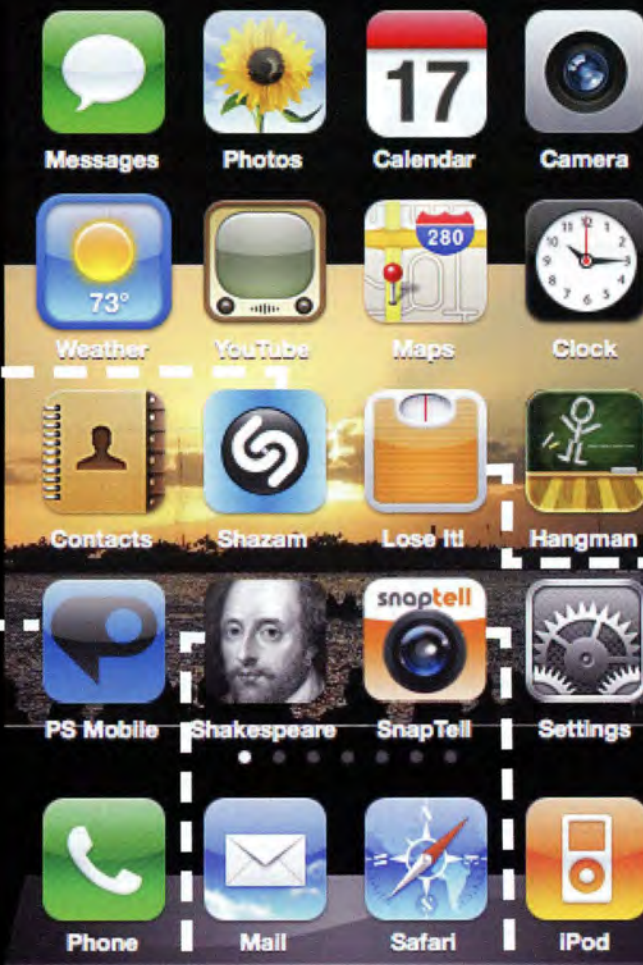 17
Messages Photos Calendar Camera
280
73°
Weather YouTube Maps Clock
Contacts Shazam Lose It! Hangman
snaptell
PS Mobile Shakespeare SnapTell Settings
Phone Mail Safari iPod